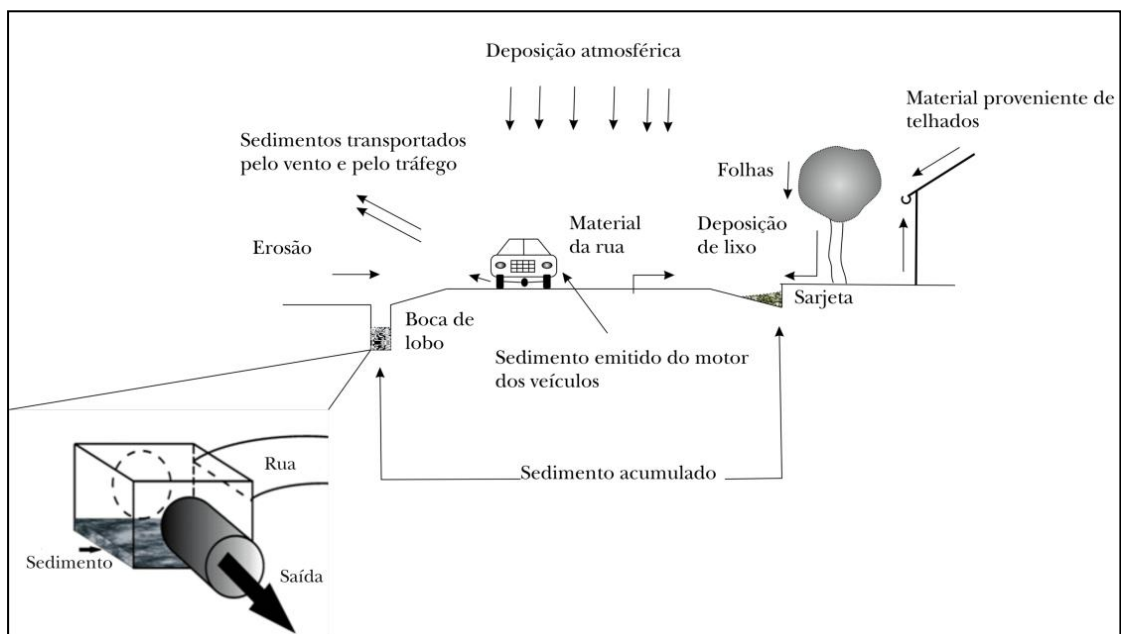 Deposição atmosférica
Material proveniente de
telhados
Sedimentos transportados
pelo vento e pelo tráfego
Folhas
Erosão
Material
da rua
Deposição
de lixo
Sarjeta
Boca de
lobo
Sedimento emitido do motor
dos veículos
Sedimento acumulado
Rua
Sedimento
Saída